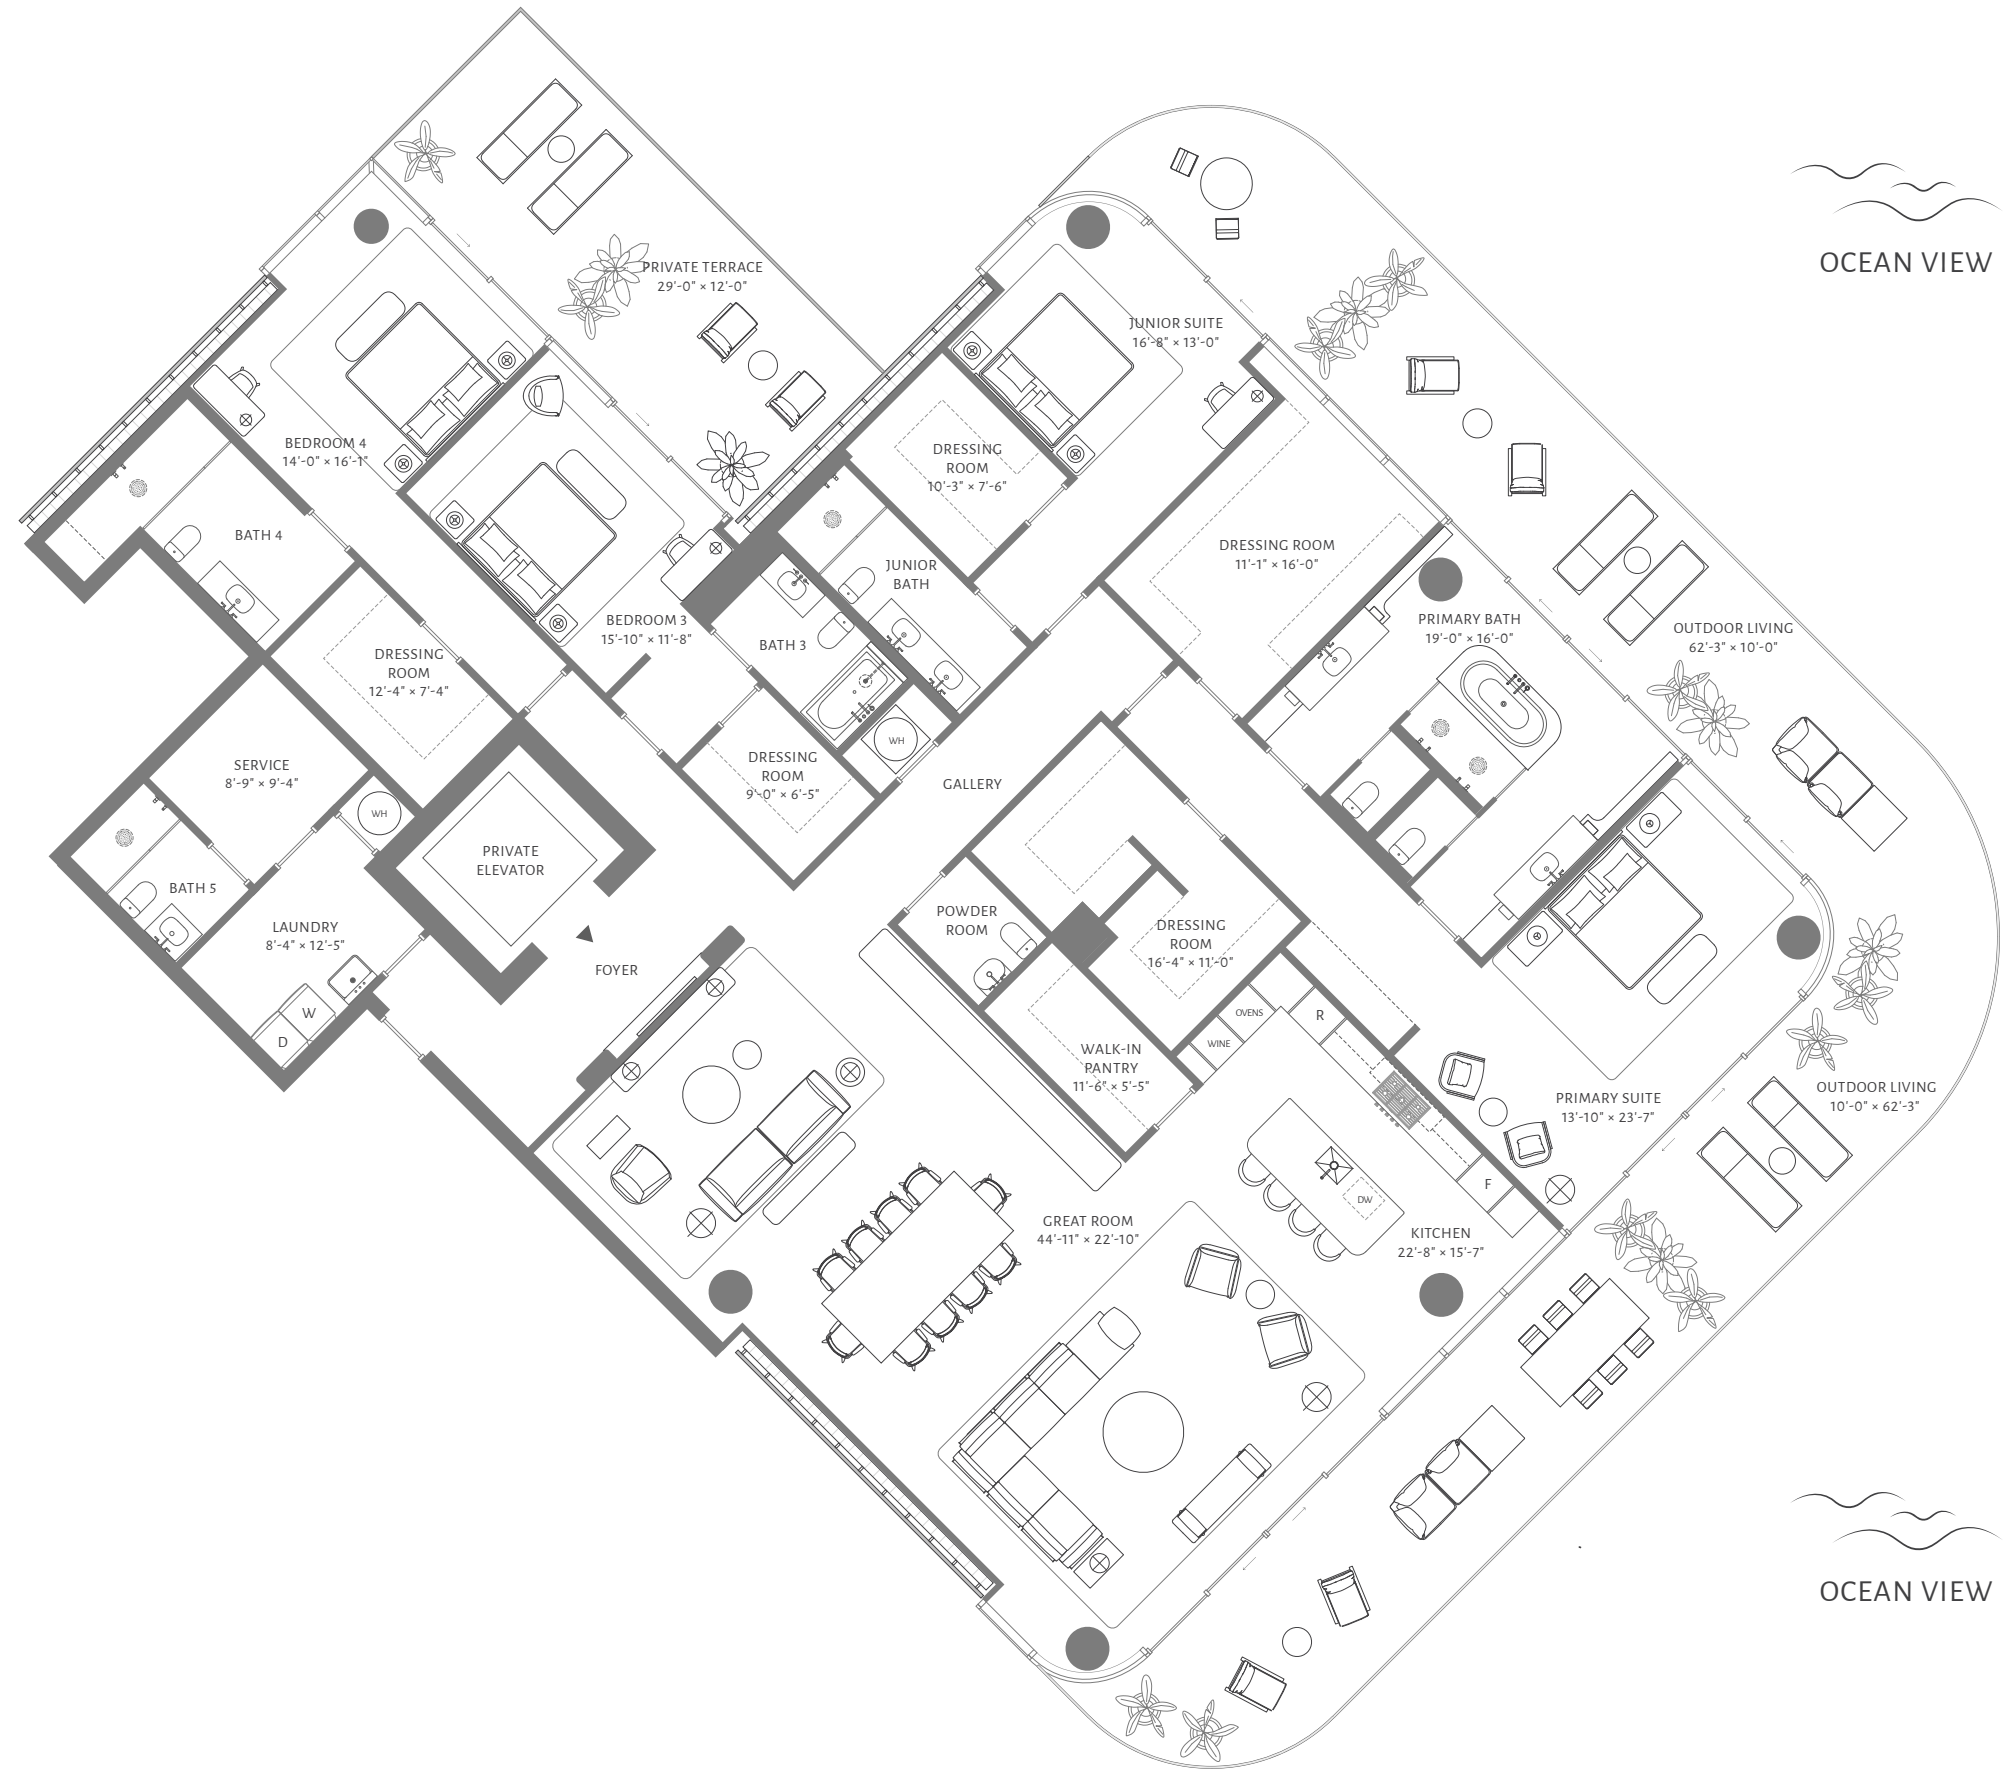 OCEAN VIEW
PRIVATE TERRACE
29'-0" × 12'-0"
JUNIOR SUITE
16'-8" × 13'-0"
BEDROOM 4
14'-0" × 16'-1"
DRESSING
ROOM
10'-3" × 7'-6"
BATH 4
JUNIOR
BATH
DRESSING ROOM
11'-1" × 16'-0"
BEDROOM 3
15'-10" × 11'-8"
BATH 3
PRIMARY BATH
19'-0" × 16'-0"
OUTDOOR LIVING
62'-3" × 10'-0"
DRESSING
ROOM
12'-4" × 7'-4"
WH
SERVICE
8'-9" × 9'-4"
DRESSING
ROOM
9'-0" × 6'-5"
GALLERY
WH
PRIVATE
ELEVATOR
BATH 5
LAUNDRY
8'-4" × 12'-5"
POWDER
ROOM
DRESSING
ROOM
16'-4" × 11'-0"
FOYER
W
D
OVENS
R
WINE
WALK-IN
PANTRY
11'-6" × 5'-5"
PRIMARY SUITE
13'-10" × 23'-7"
OUTDOOR LIVING
10'-0" × 62'-3"
F
DW
GREAT ROOM
44'-11" × 22'-10"
KITCHEN
22'-8" × 15'-7"
OCEAN VIEW